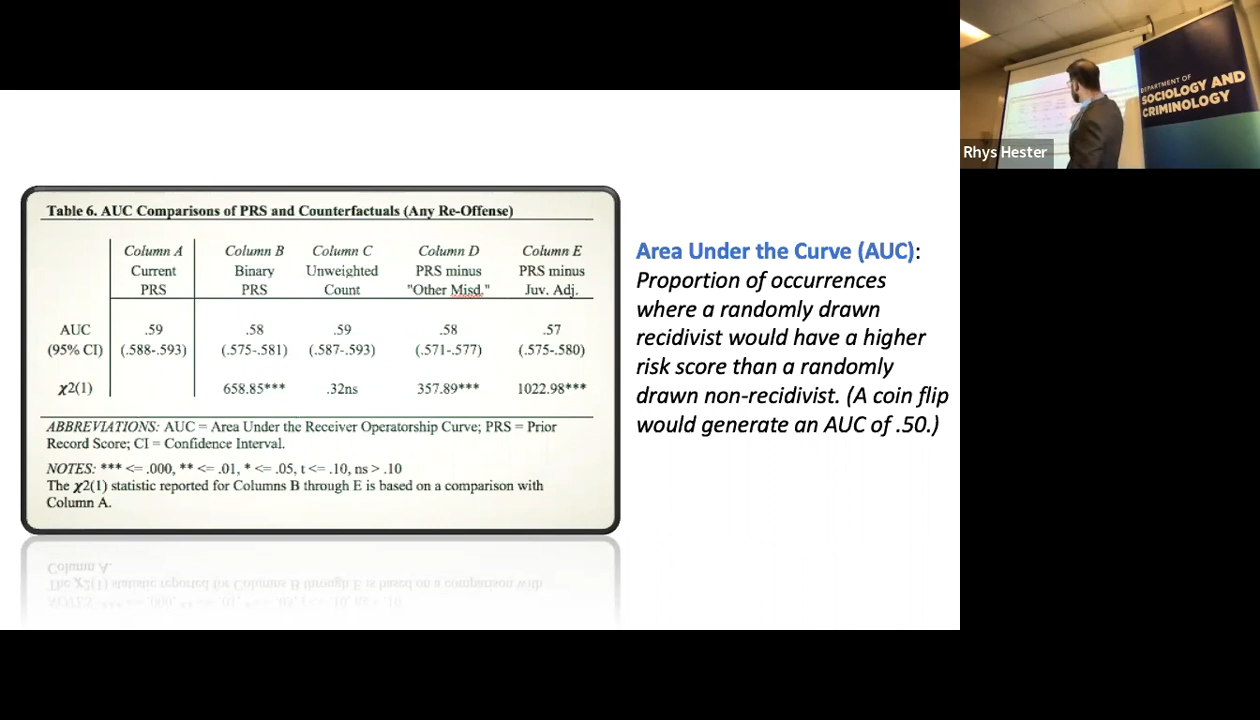 DEPARTMENT OF
SOCIOLOGY AND
CRIMINOLOGY
Rhys Hester
Table 6. AUC Comparisons of PRS and Counterfactuals (Any Re-Offense)
Column A Column B Column C Column D Column E
Current Binary Unweighted PRS minus PRS minus
PRS PRS Count "Other Misd." Juv. Adj.
AUC .59 .58 .59 .58 .57
(95% CI) (.588-.593) (.575-.581) (.587-.593) (.571-.577) (.575-.580)
χ2(1) 658.85*** .32ns 357.89*** 1022.98***
ABBREVIATIONS: AUC = Area Under the Receiver Operatorship Curve; PRS = Prior
Record Score; CI = Confidence Interval.
NOTES: *** <= .000, ** <= .01, * <= .05, t <= .10, ns > .10
The χ2(1) statistic reported for Columns B through E is based on a comparison with
Column A.
Area Under the Curve (AUC):
Proportion of occurrences
where a randomly drawn
recidivist would have a higher
risk score than a randomly
drawn non-recidivist. (A coin flip
would generate an AUC of .50.)